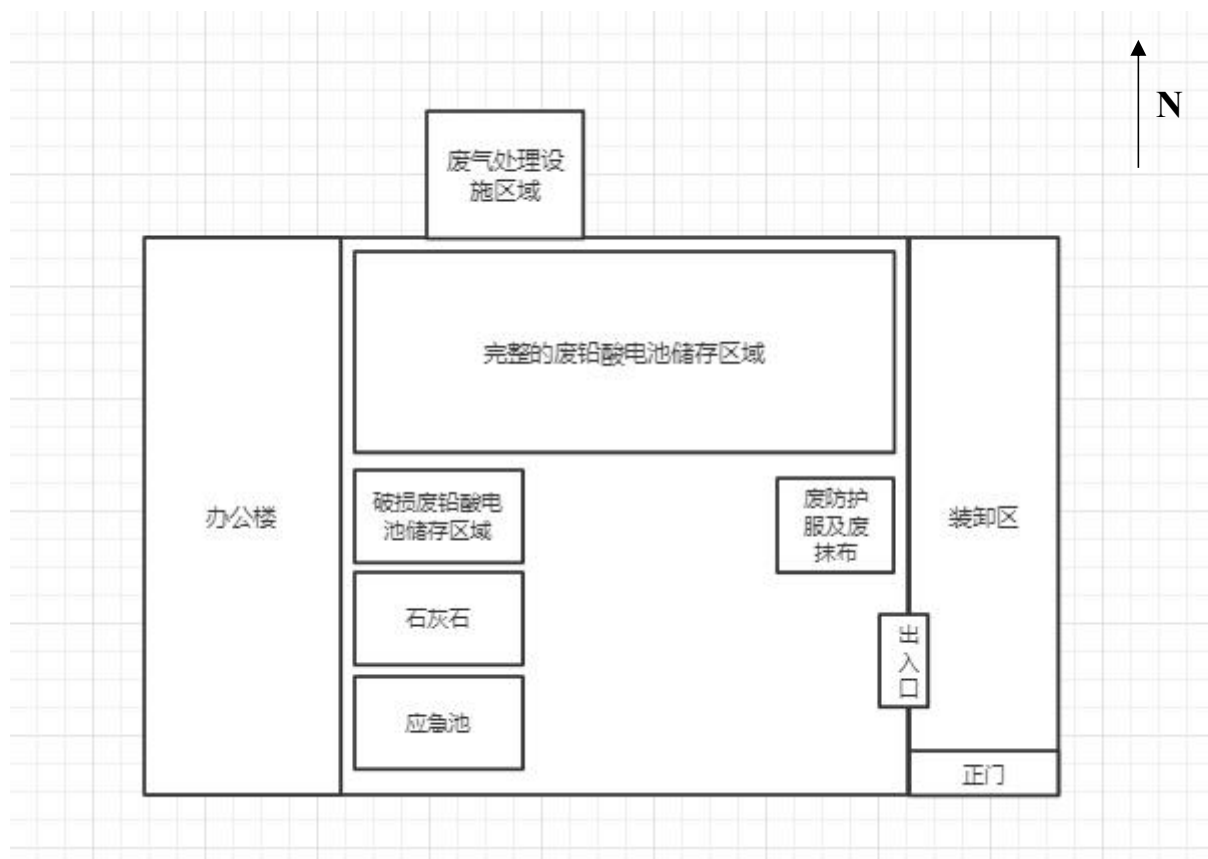 N
废气处理设
施区域
完整的废铅酸电池储存区域
办公楼
破损废铅酸电
池储存区域
废防护
服及废
抹布
装卸区
石灰石
出
入
口
应急池
正门